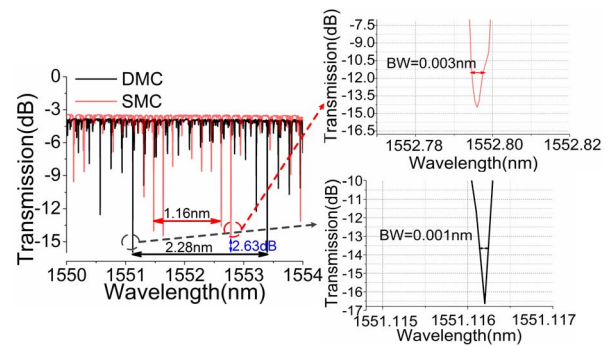 DMC
SMC
Transmission(dB)
0
-3
-6
-9
-12
-15
1.16nm
2.63dB
2.28nm
1550
1551
1552
1553
1554
Wavelength(nm)
Transmission(dB)
-7.5
-9.0
-10.5
-12.0
-13.5
-15.0
-16.5
BW=0.003nm
1552.78
1552.80
1552.82
Wavelength(nm)
Transmission(dB)
-10
-11
-12
-13
-14
-15
-16
-17
BW=0.001nm
1551.115
1551.116
1551.117
Wavelength(nm)